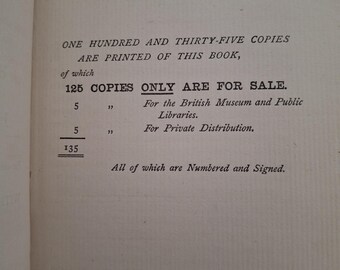 ONE HUNDRED AND THIRTY-FIVE COPIES
ARE PRINTED OF THIS BOOK,
of which
125 COPIES ONLY ARE FOR SALE.
5 „ For the British Museum and Public
Libraries.
5 „ For Private Distribution.
135
All of which are Numbered and Signed.